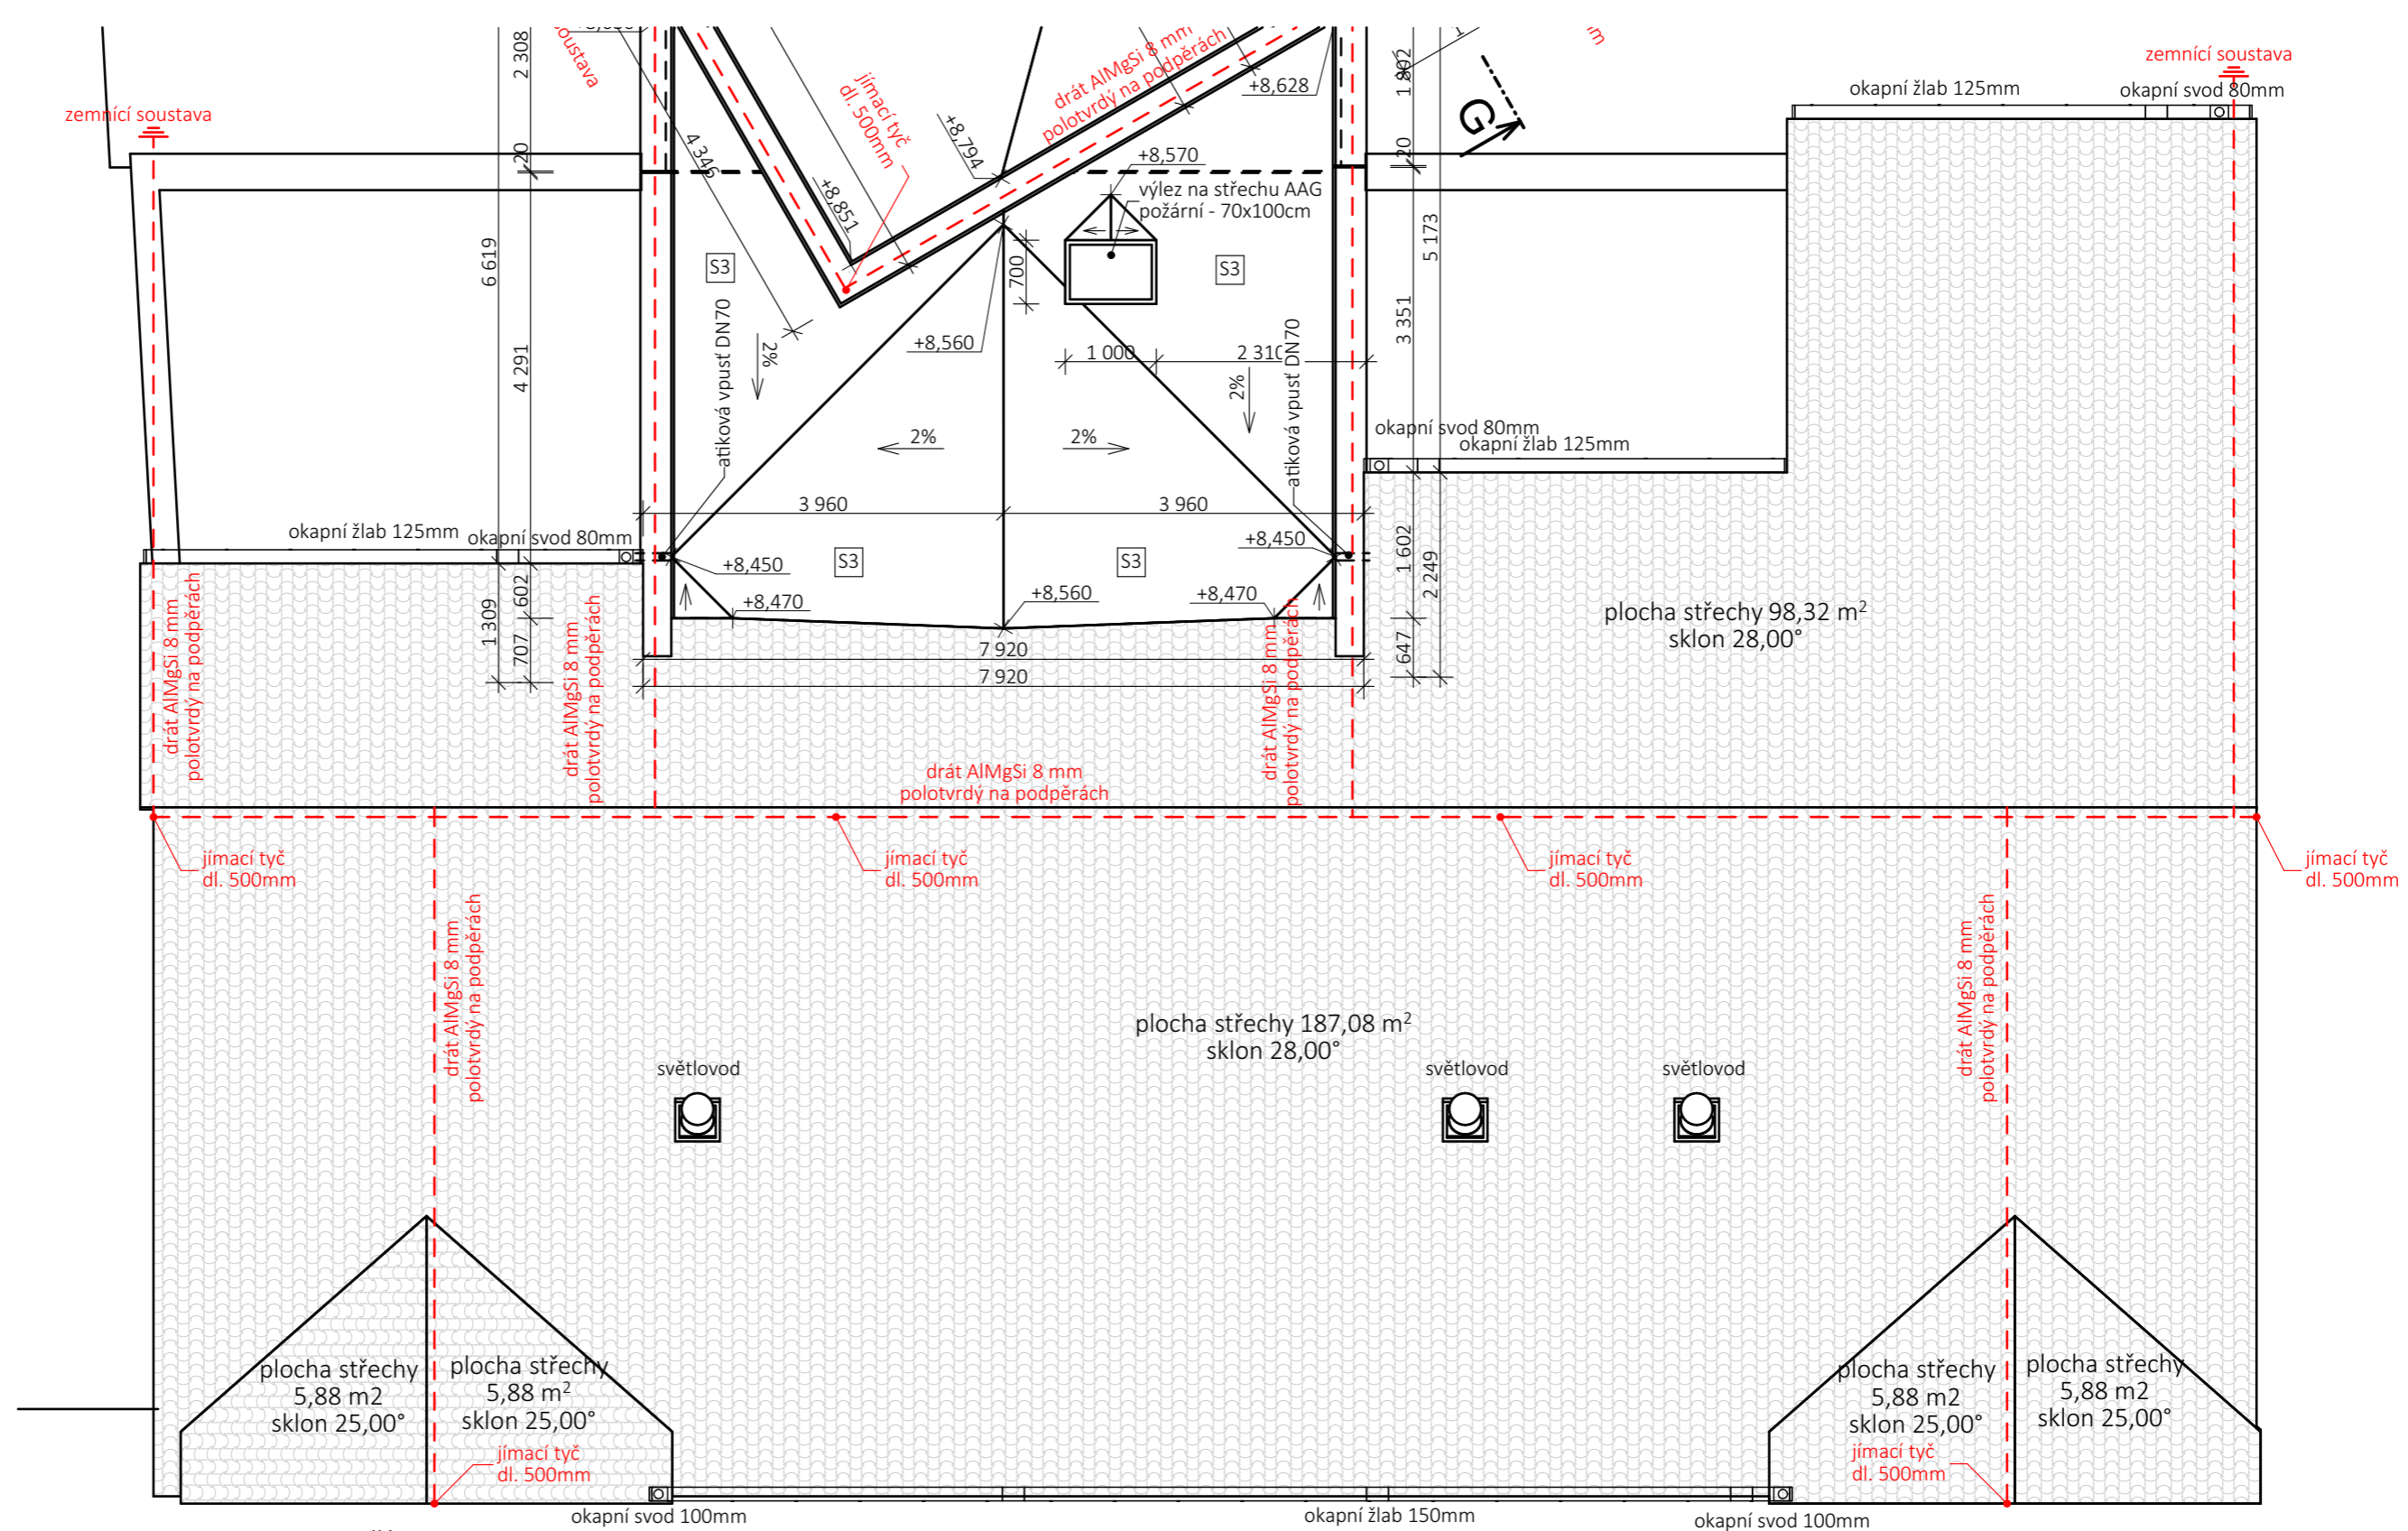 2 308
oustava
zemnící soustava
20
6 619
4 291
4 346
jímací tyč
dl. 500mm
+8,851
+8,794
drát AlMgSi 8 mm
polotvrdý na podpěrách
+8,628
+8,570
výlez na střechu AAG
požární - 70x100cm
1 802
20
G
5 173
3 351
zemnící soustava
okapní žlab 125mm
okapní svod 80mm
S3
S3
700
+8,560
1 000
2 310
2%
2%
atiková vpusť DN70
atiková vpusť DN70
2%
2%
okapní svod 80mm
okapní žlab 125mm
3 960
3 960
okapní žlab 125mm
okapní svod 80mm
+8,450
S3
S3
+8,450
+8,470
+8,560
+8,470
1 309
602
707
1 602
2 249
647
7 920
7 920
plocha střechy 98,32 m²
sklon 28,00°
drát AlMgSi 8 mm
polotvrdý na podpěrách
drát AlMgSi 8 mm
polotvrdý na podpěrách
drát AlMgSi 8 mm
polotvrdý na podpěrách
drát AlMgSi 8 mm
polotvrdý na podpěrách
jímací tyč
dl. 500mm
jímací tyč
dl. 500mm
jímací tyč
dl. 500mm
jímací tyč
dl. 500mm
drát AlMgSi 8 mm
polotvrdý na podpěrách
drát AlMgSi 8 mm
polotvrdý na podpěrách
plocha střechy 187,08 m²
sklon 28,00°
světlovod
světlovod
světlovod
plocha střechy
5,88 m2
sklon 25,00°
plocha střechy
5,88 m²
sklon 25,00°
plocha střechy
5,88 m2
sklon 25,00°
plocha střechy
5,88 m2
sklon 25,00°
jímací tyč
dl. 500mm
jímací tyč
dl. 500mm
okapní svod 100mm
okapní žlab 150mm
okapní svod 100mm